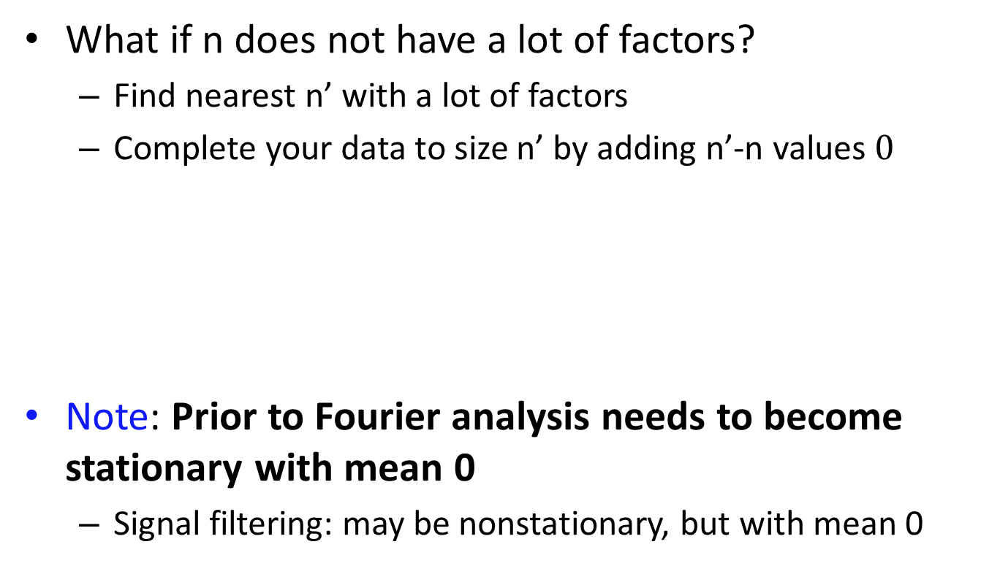 • What if n does not have a lot of factors?
– Find nearest n’ with a lot of factors
– Complete your data to size n’ by adding n’-n values 0
• Note: Prior to Fourier analysis needs to become
stationary with mean 0
– Signal filtering: may be nonstationary, but with mean 0